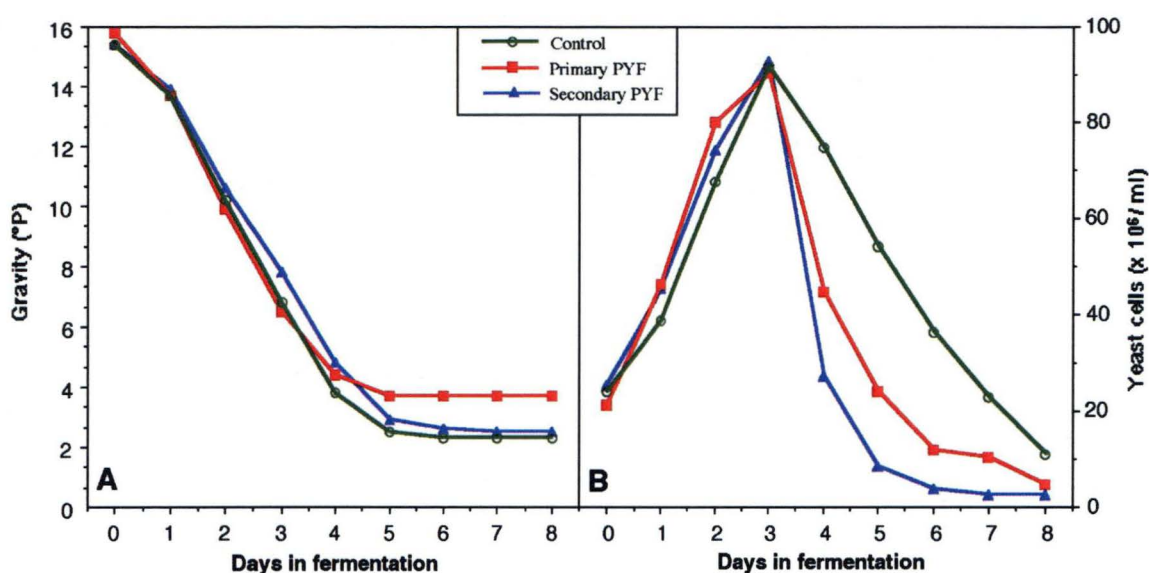 Control
Primary PYF
Secondary PYF
Gravity (°P)
16
14
12
10
8
6
4
2
0
A
0 1 2 3 4 5 6 7 8
Days in fermentation
B
0 1 2 3 4 5 6 7 8
Days in fermentation
100
80
60
40
20
0
Yeast cells (x 10⁶/ ml)